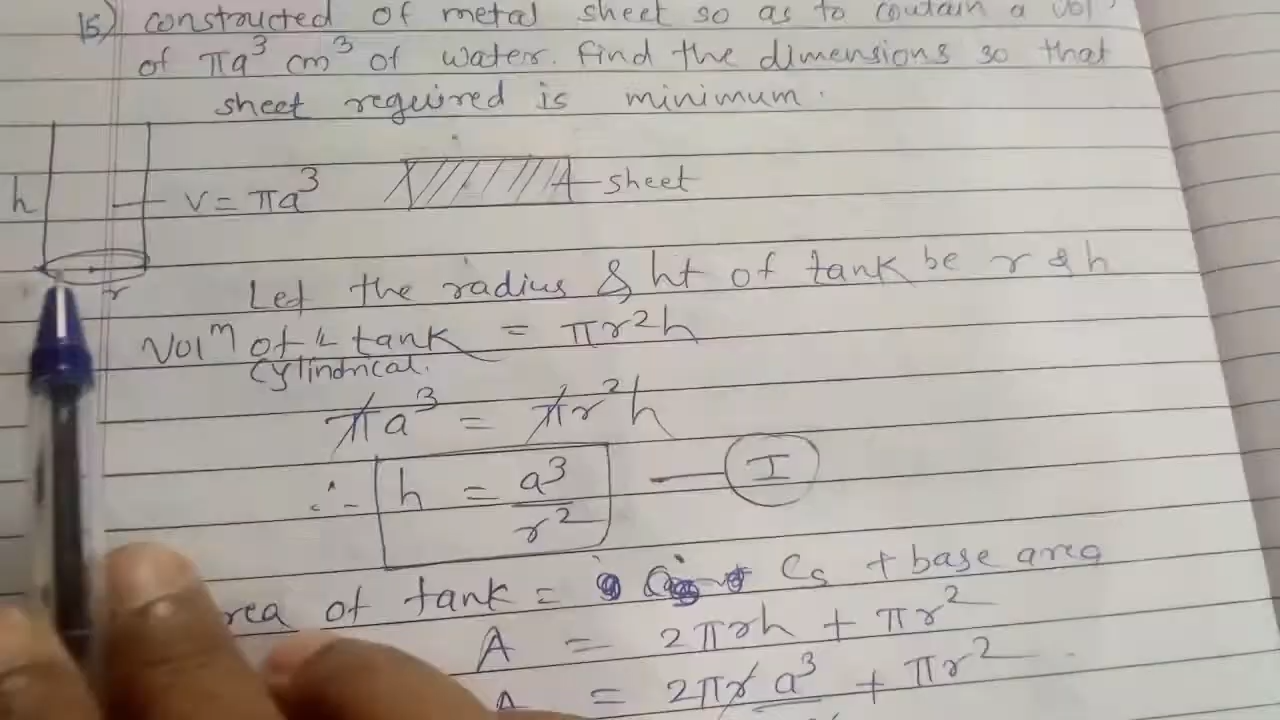 15) constructed of metal sheet so as to contain a vol
of πa³ cm³ of water. find the dimensions so that
sheet required is minimum.
h
v = πa³
sheet
r
Let the radius & ht of tank be r & h
Volᵐ of tank = πr²h
cylindrical.
πa³ = πr²h
∴ h = a³/r² — I
rea of tank = Cs + base area
A = 2πrh + πr²
A = 2πr a³ + πr²